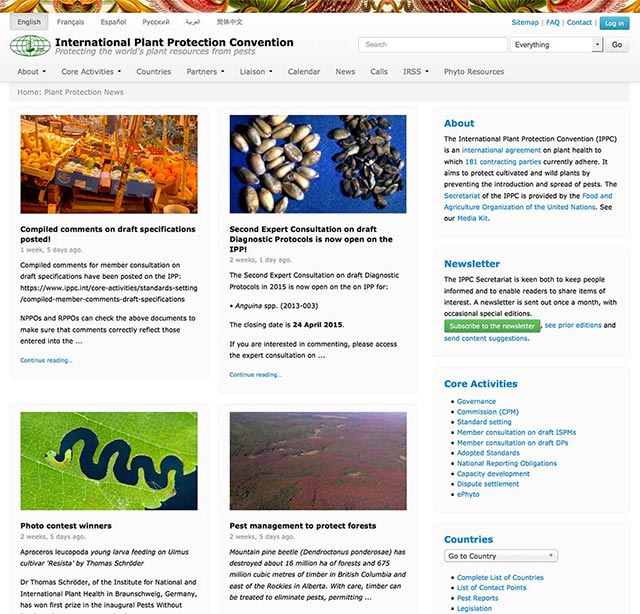 English Français Español Русский العربية 简体中文
Sitemap | FAQ | Contact | Log in
International Plant Protection Convention
Protecting the world's plant resources from pests
Search Everything Go
About Core Activities Countries Partners Liaison Calendar News Calls IRSS Phyto Resources
Home: Plant Protection News
Compiled comments on draft specifications
posted!
1 week, 5 days ago.
Compiled comments for member consultation on
draft specifications have been posted on the IPP:
https://www.ippc.int/core-activities/standards-setting
/compiled-member-comments-draft-specifications
NPPOs and RPPOs can check the above documents to
make sure that comments correctly reflect those
entered into the ...
Continue reading...
Second Expert Consultation on draft
Diagnostic Protocols is now open on the
IPP!
2 weeks, 1 day ago.
The Second Expert Consultation on draft Diagnostic
Protocols in 2015 is now open on the on IPP for:
• Anguina spp. (2013-003)
The closing date is 24 April 2015.
If you are interested in commenting, please access
the expert consultation on ...
Continue reading...
Photo contest winners
2 weeks, 5 days ago.
Aproceros leucopoda young larva feeding on Ulmus
cultivar 'Resista' by Thomas Schröder
Dr Thomas Schröder, of the Institute for National and
International Plant Health in Braunschweig, Germany,
has won first prize in the inaugural Pests Without
Pest management to protect forests
2 weeks, 5 days ago.
Mountain pine beetle (Dendroctonus ponderosae) has
destroyed about 16 million ha of forests and 675
million cubic metres of timber in British Columbia and
east of the Rockies in Alberta. With care, timber can
be treated to eliminate pests, permitting ...
About
The International Plant Protection Convention (IPPC)
is an international agreement on plant health to
which 181 contracting parties currently adhere. It
aims to protect cultivated and wild plants by
preventing the introduction and spread of pests. The
Secretariat of the IPPC is provided by the Food and
Agriculture Organization of the United Nations. See
our Media Kit.
Newsletter
The IPPC Secretariat is keen both to keep people
informed and to enable readers to share items of
interest. A newsletter is sent out once a month, with
occasional special editions.
Subscribe to the newsletter, see prior editions and
send content suggestions.
Core Activities
• Governance
• Commission (CPM)
• Standard setting
• Member consultation on draft ISPMs
• Member consultation on draft DPs
• Adopted Standards
• National Reporting Obligations
• Capacity development
• Dispute settlement
• ePhyto
Countries
Go to Country
• Complete List of Countries
• List of Contact Points
• Pest Reports
• Legislation